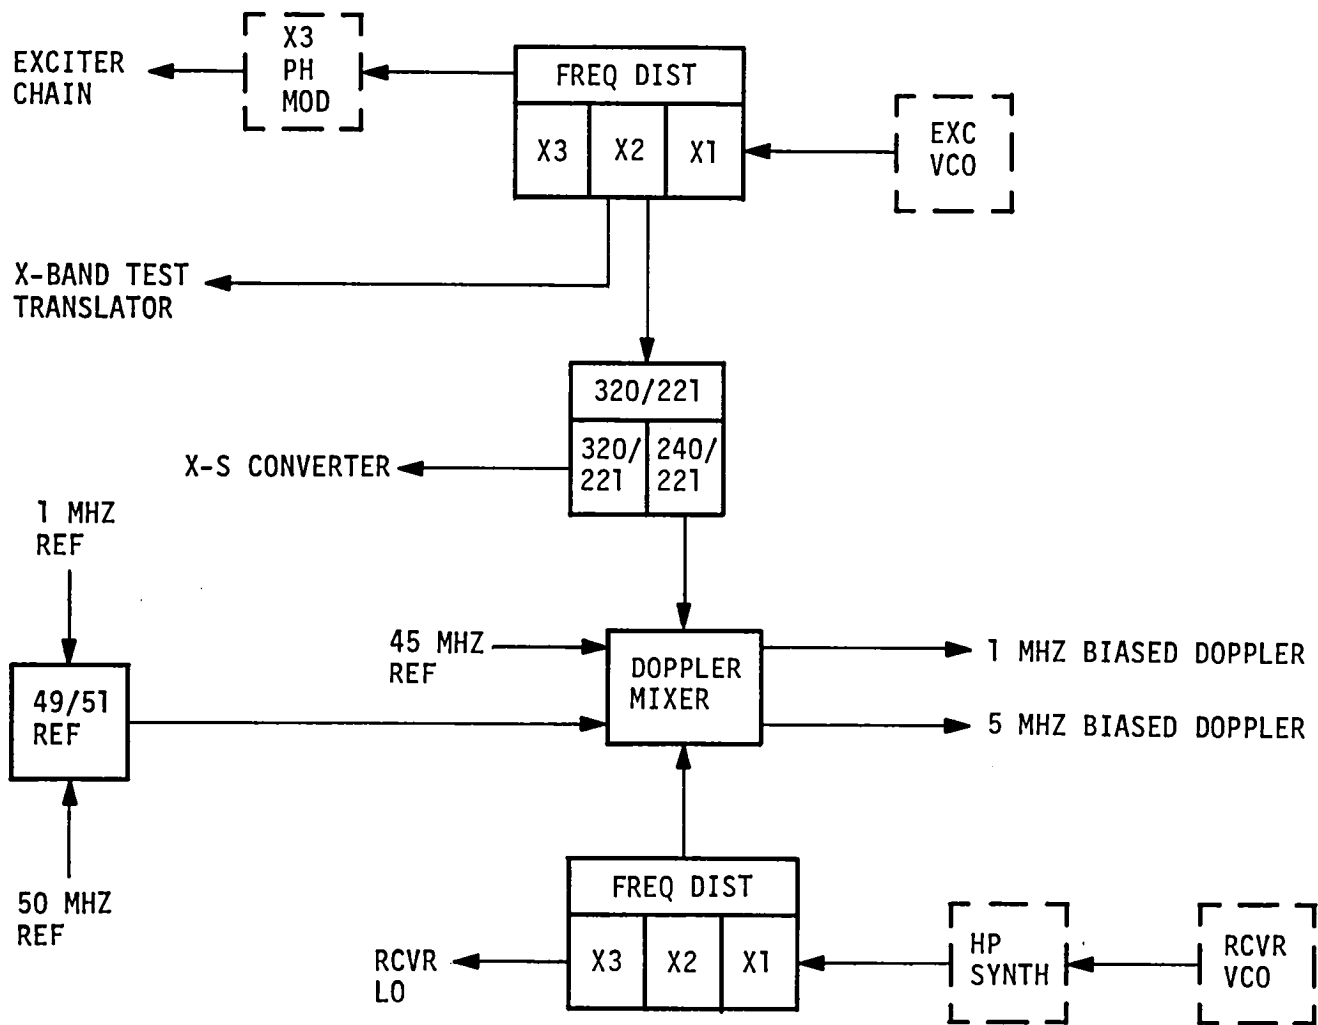 EXCITER
CHAIN
X3
PH
MOD
FREQ DIST
X3 X2 X1
EXC
VCO
X-BAND TEST
TRANSLATOR
320/221
320/
221
240/
221
X-S CONVERTER
1 MHZ
REF
45 MHZ
REF
DOPPLER
MIXER
1 MHZ BIASED DOPPLER
5 MHZ BIASED DOPPLER
49/51
REF
50 MHZ
REF
FREQ DIST
X3 X2 X1
RCVR
LO
HP
SYNTH
RCVR
VCO